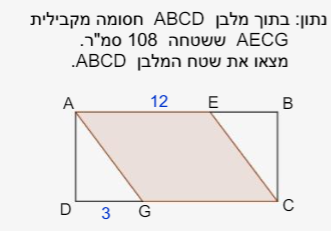 נתון: בתוך מלבן ABCD חסומה מקבילית
AECG ששטחה 108 סמ"ר.
מצאו את שטח המלבן ABCD.
A 12 E B
D 3 G C